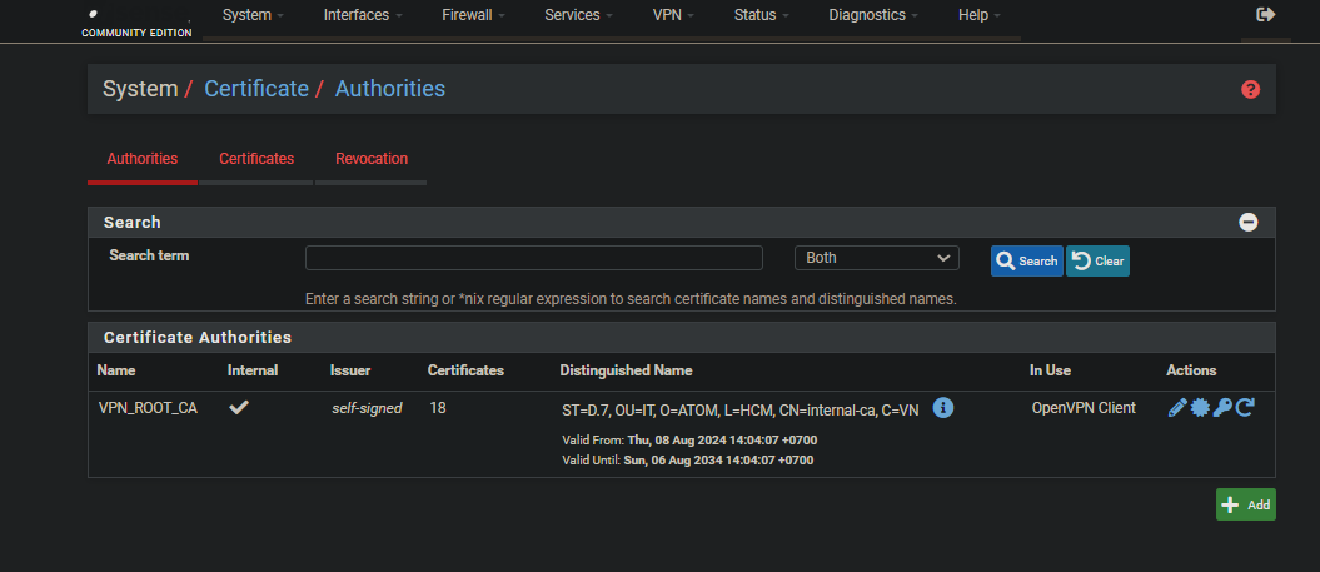 System Interfaces Firewall Services VPN Status Diagnostics Help
COMMUNITY EDITION
System / Certificate / Authorities
Authorities Certificates Revocation
Search
Search term Both Search Clear
Enter a search string or *nix regular expression to search certificate names and distinguished names.
Certificate Authorities
Name Internal Issuer Certificates Distinguished Name In Use Actions
VPN_ROOT_CA self-signed 18 ST=D.7, OU=IT, O=ATOM, L=HCM, CN=internal-ca, C=VN OpenVPN Client
Valid From: Thu, 08 Aug 2024 14:04:07 +0700
Valid Until: Sun, 06 Aug 2034 14:04:07 +0700
Add